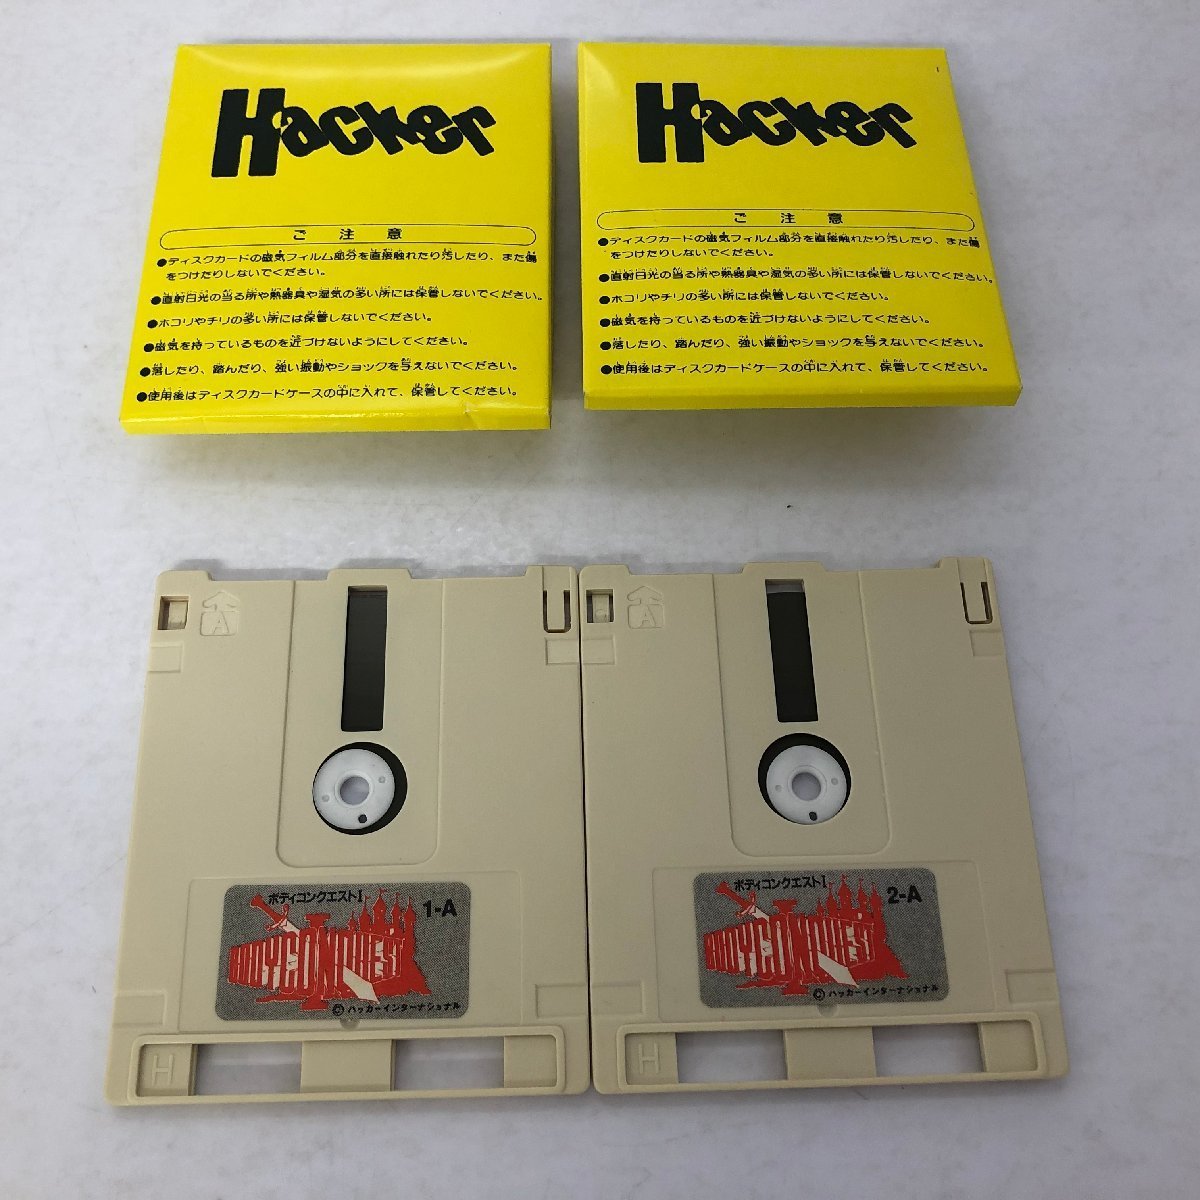 Hacker
ご注意
●ディスクカードの磁気フィルム部分を直接触れたり汚したり、また傷
をつけたりしないでください。
●直射日光の当る所や熱器具や湿気の多い所には保管しないでください。
●ホコリやチリの多い所には保管しないでください。
●磁気を持っているものを近づけないようにしてください。
●落したり、踏んだり、強い振動やショックを与えないでください。
●使用後はディスクカードケースの中に入れて、保管してください。
Hacker
ご注意
●ディスクカードの磁気フィルム部分を直接触れたり汚したり、また傷
をつけたりしないでください。
●直射日光の当る所や熱器具や湿気の多い所には保管しないでください。
●ホコリやチリの多い所には保管しないでください。
●磁気を持っているものを近づけないようにしてください。
●落したり、踏んだり、強い振動やショックを与えないでください。
●使用後はディスクカードケースの中に入れて、保管してください。
A
ボディコンクエストI
1-A
BODYCONQUEST
I
©ハッカーインターナショナル
H
A
ボディコンクエストI
2-A
BODYCONQUEST
I
©ハッカーインターナショナル
H